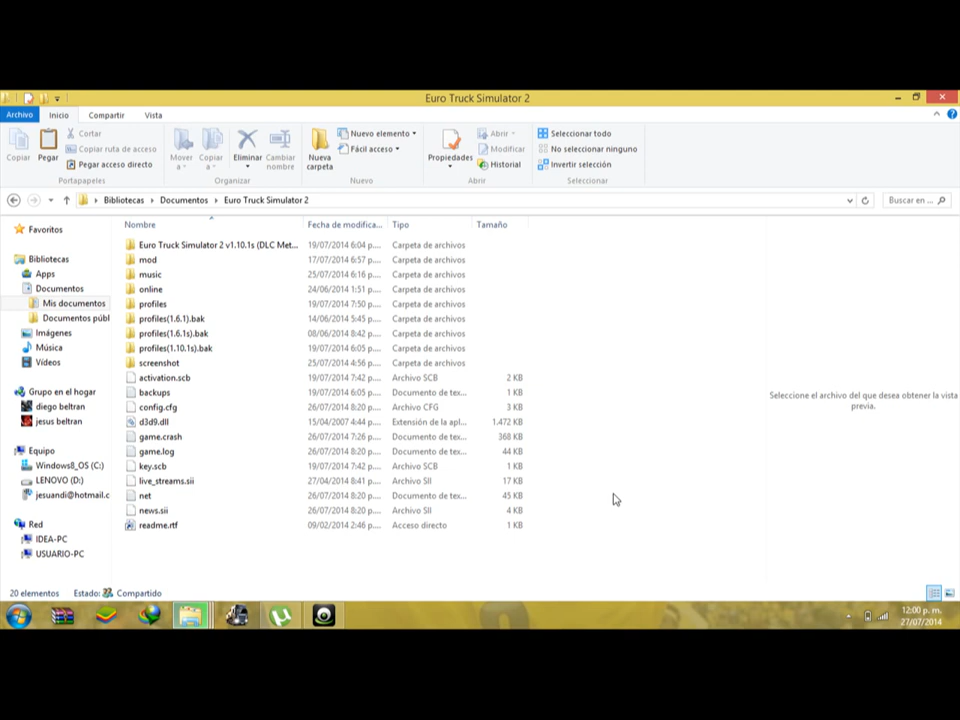 Euro Truck Simulator 2
Archivo Inicio Compartir Vista
Copiar
Pegar
Cortar
Copiar ruta de acceso
Pegar acceso directo
Portapapeles
Mover a
Copiar a
Eliminar
Cambiar nombre
Organizar
Nueva carpeta
Nuevo elemento
Fácil acceso
Nuevo
Propiedades
Abrir
Modificar
Historial
Abrir
Seleccionar todo
No seleccionar ninguno
Invertir selección
Seleccionar
Bibliotecas Documentos Euro Truck Simulator 2
Buscar en ...
Favoritos
Bibliotecas
Apps
Documentos
Mis documentos
Documentos públ
Imágenes
Música
Vídeos
Grupo en el hogar
diego beltran
jesus beltran
Equipo
Windows8_OS (C:)
LENOVO (D:)
jesuandi@hotmail.c
Red
IDEA-PC
USUARIO-PC
Nombre Fecha de modifica... Tipo Tamaño
Euro Truck Simulator 2 v1.10.1s (DLC Met... 19/07/2014 6:04 p.... Carpeta de archivos
mod 17/07/2014 6:57 p.... Carpeta de archivos
music 25/07/2014 6:16 p.... Carpeta de archivos
online 24/06/2014 1:51 p.... Carpeta de archivos
profiles 19/07/2014 7:50 p.... Carpeta de archivos
profiles(1.6.1).bak 14/06/2014 5:45 p.... Carpeta de archivos
profiles(1.6.1s).bak 08/06/2014 8:42 p.... Carpeta de archivos
profiles(1.10.1s).bak 19/07/2014 6:05 p.... Carpeta de archivos
screenshot 25/07/2014 4:56 p.... Carpeta de archivos
activation.scb 19/07/2014 7:42 p.... Archivo SCB 2 KB
backups 19/07/2014 6:05 p.... Documento de tex... 1 KB
config.cfg 26/07/2014 8:20 p.... Archivo CFG 3 KB
d3d9.dll 15/04/2007 4:44 p.... Extensión de la apl... 1.472 KB
game.crash 26/07/2014 7:26 p.... Documento de tex... 368 KB
game.log 26/07/2014 8:20 p.... Documento de tex... 44 KB
key.scb 19/07/2014 7:42 p.... Archivo SCB 1 KB
live_streams.sii 27/04/2014 8:41 p.... Archivo SII 17 KB
net 26/07/2014 8:20 p.... Documento de tex... 45 KB
news.sii 26/07/2014 8:20 p.... Archivo SII 4 KB
readme.rtf 09/02/2014 2:46 p.... Acceso directo 1 KB
Seleccione el archivo del que desea obtener la vista
previa.
20 elementos Estado: Compartido
12:00 p. m.
27/07/2014